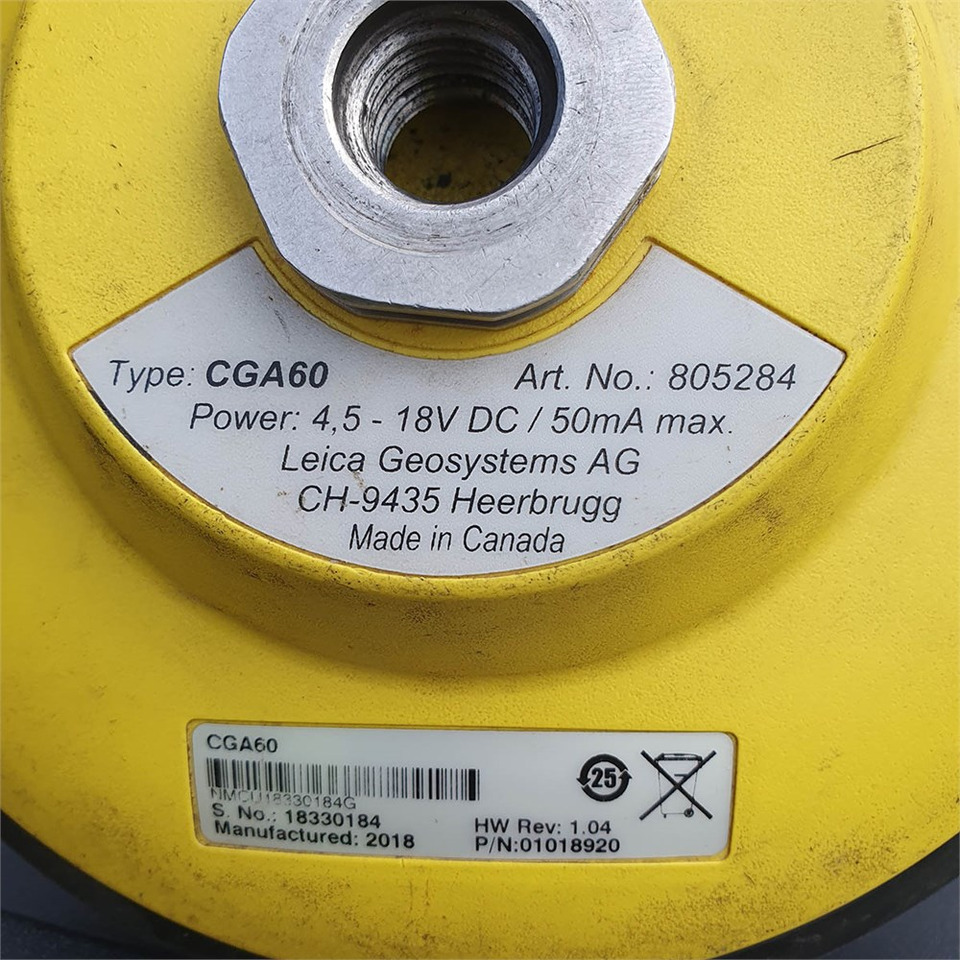 Type: CGA60 Art. No.: 805284
Power: 4,5 - 18V DC / 50mA max.
Leica Geosystems AG
CH-9435 Heerbrugg
Made in Canada
CGA60
NMCU18330184G
S. No.: 18330184
Manufactured: 2018
25
HW Rev: 1.04
P/N:01018920